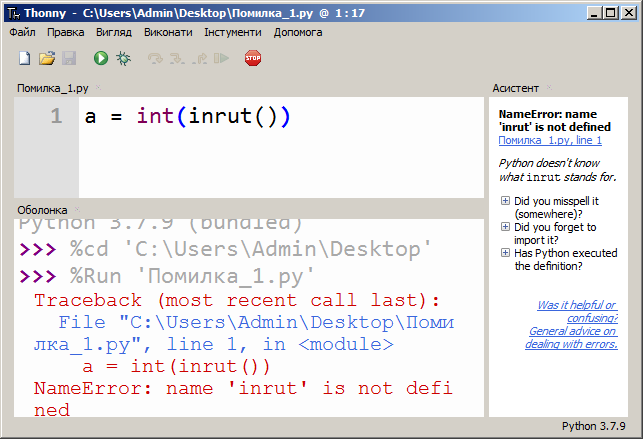 Thonny - C:\Users\Admin\Desktop\Помилка_1.py @ 1:17
Файл Правка Вигляд Виконати Інстументи Допомога
STOP
Помилка_1.py
1 a = int(inrut())
Оболонка
Python 3.7.9 (bundled)
>>> %cd 'C:\Users\Admin\Desktop'
>>> %Run 'Помилка_1.py'
Traceback (most recent call last):
File "C:\Users\Admin\Desktop\Поми
лка_1.py", line 1, in <module>
a = int(inrut())
NameError: name 'inrut' is not defi
ned
Асистент
NameError: name
'inrut' is not defined
Помилка_1.py, line 1
Python doesn't know
what inrut stands for.
Did you misspell it
(somewhere)?
Did you forget to
import it?
Has Python executed
the definition?
Was it helpful or
confusing?
General advice on
dealing with errors.
Python 3.7.9